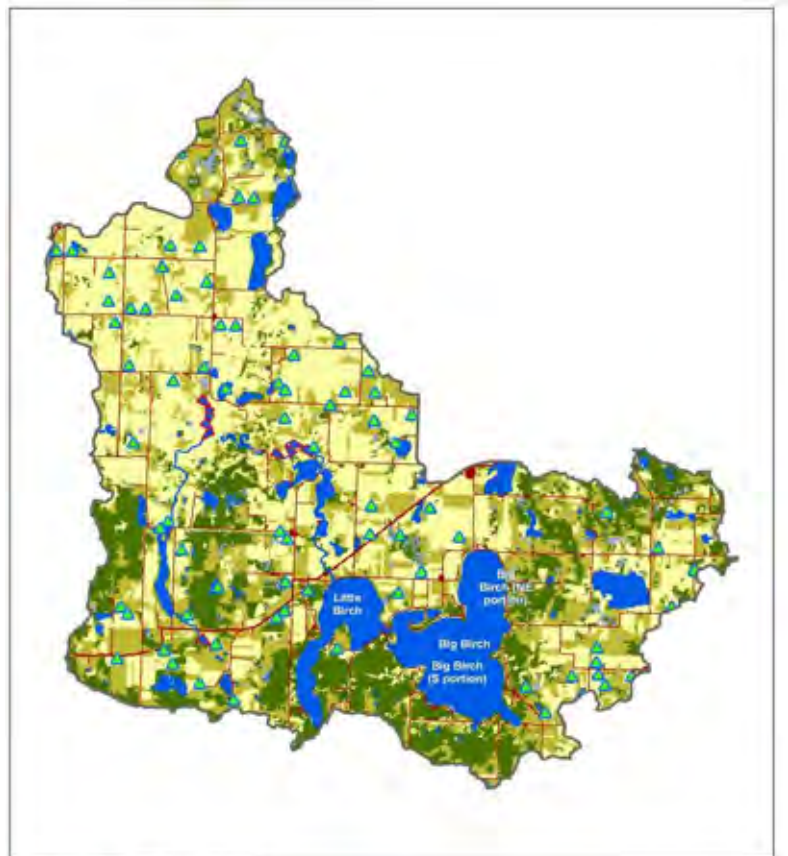 Little
Birch
Big
Birch (NE
portion)
Big Birch
Big Birch
(S portion)